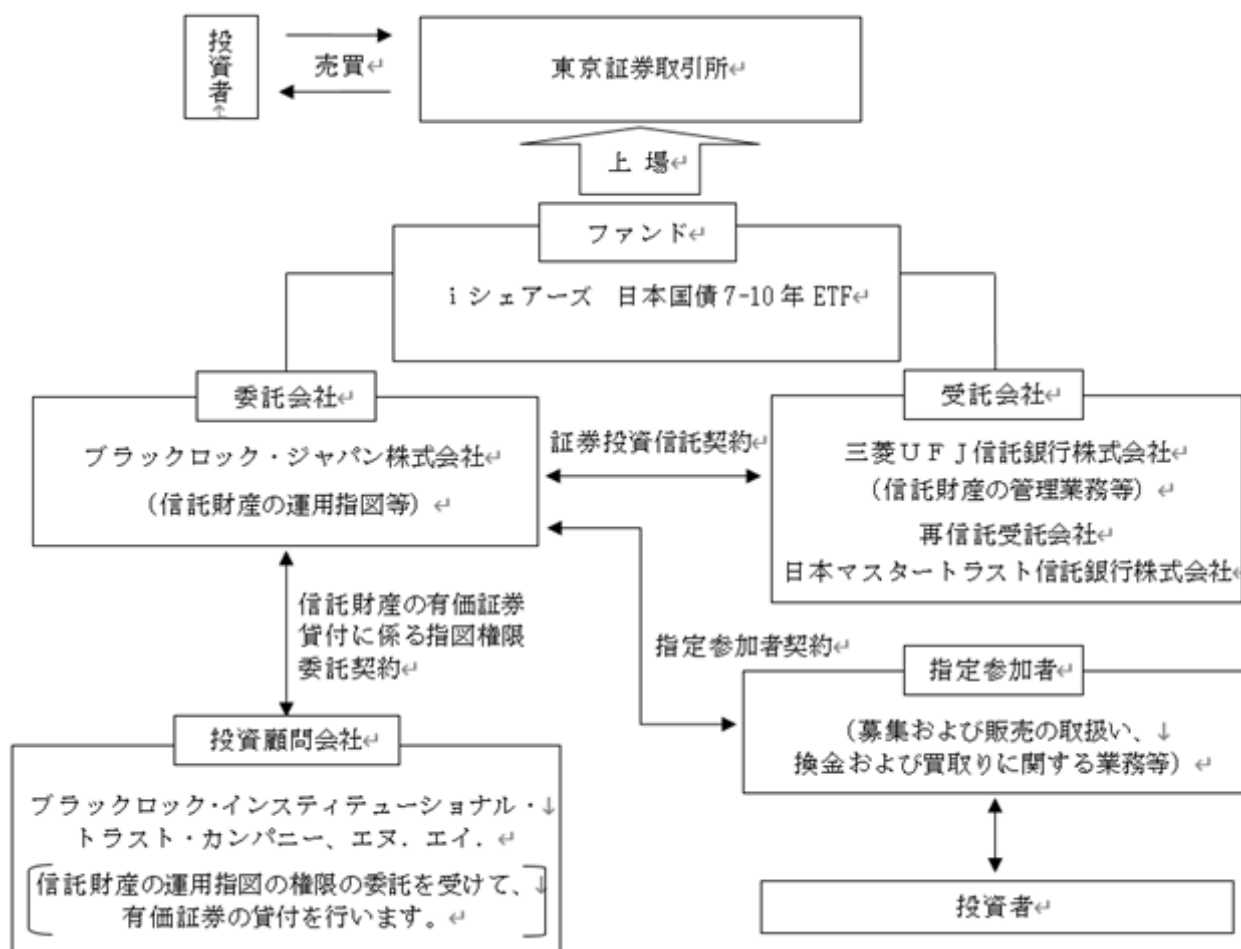 投資者
売買
東京証券取引所
上 場
ファンド
ｉシェアーズ　日本国債 7-10 年 ETF
委託会社
ブラックロック・ジャパン株式会社
（信託財産の運用指図等）
証券投資信託契約
受託会社
三菱ＵＦＪ信託銀行株式会社
（信託財産の管理業務等）
再信託受託会社
日本マスタートラスト信託銀行株式会社
信託財産の有価証券
貸付に係る指図権限
委託契約
指定参加者契約
指定参加者
（募集および販売の取扱い、
換金および買取りに関する業務等）
投資顧問会社
ブラックロック・インスティテューショナル・
トラスト・カンパニー、エヌ．エイ．
信託財産の運用指図の権限の委託を受けて、
有価証券の貸付を行います。
投資者